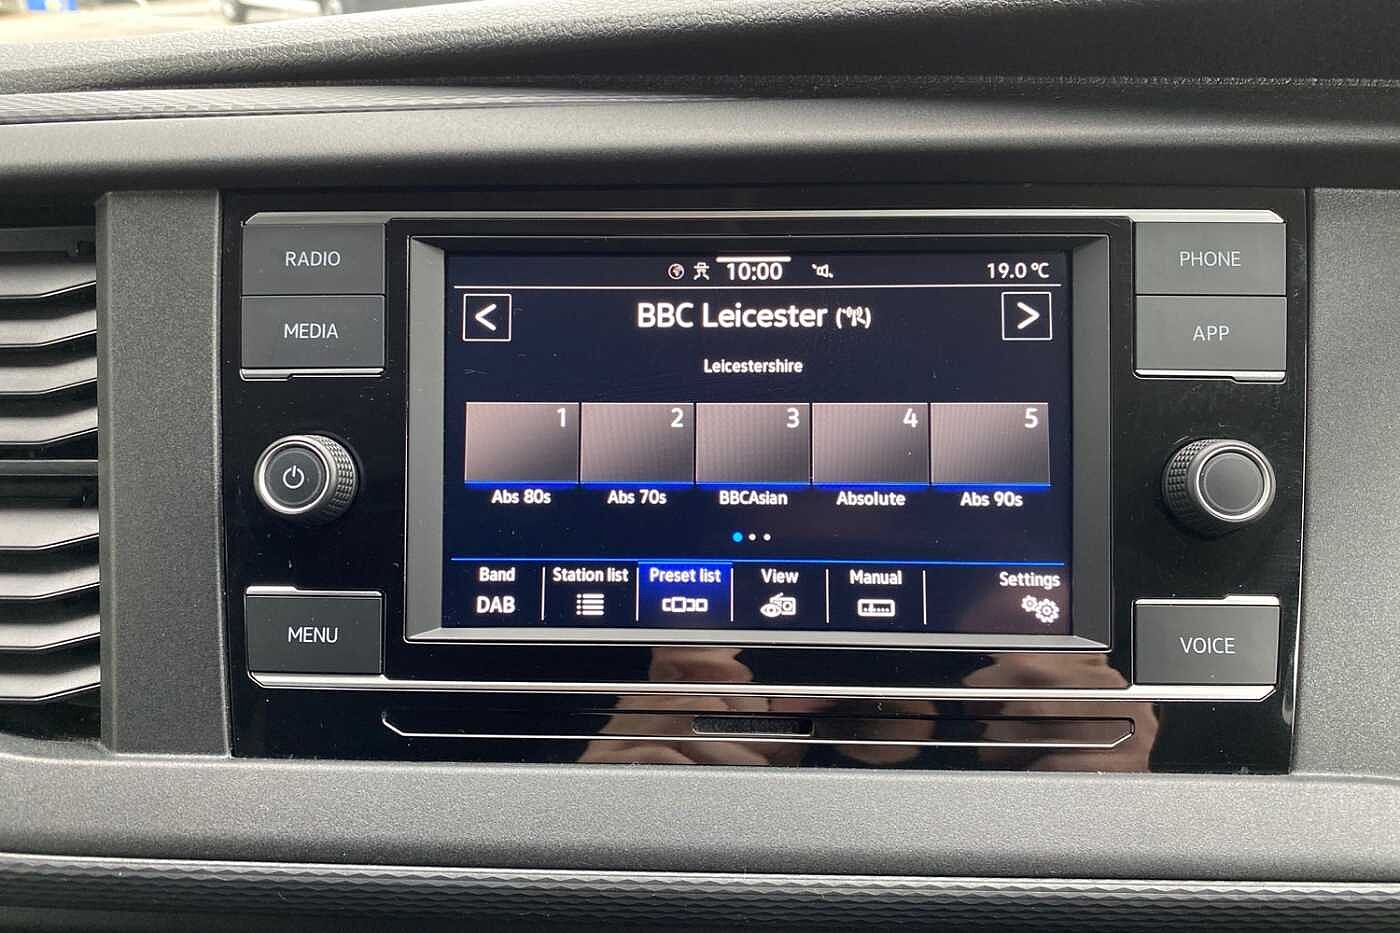 RADIO
MEDIA
MENU
PHONE
APP
VOICE
10:00
19.0 °C
<
BBC Leicester
>
Leicestershire
1 2 3 4 5
Abs 80s Abs 70s BBCAsian Absolute Abs 90s
Band Station list Preset list View Manual Settings
DAB